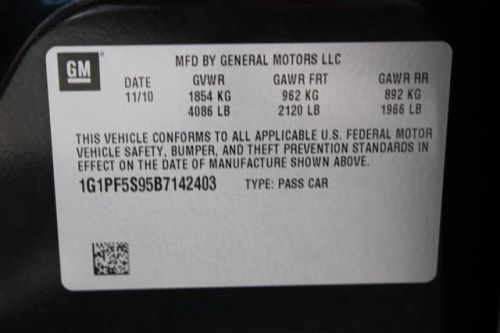 GM
MFD BY GENERAL MOTORS LLC
DATE GVWR GAWR FRT GAWR RR
11/10 1854 KG 962 KG 892 KG
4086 LB 2120 LB 1966 LB
THIS VEHICLE CONFORMS TO ALL APPLICABLE U.S. FEDERAL MOTOR
VEHICLE SAFETY, BUMPER, AND THEFT PREVENTION STANDARDS IN
EFFECT ON THE DATE OF MANUFACTURE SHOWN ABOVE.
1G1PF5S95B7142403 TYPE: PASS CAR